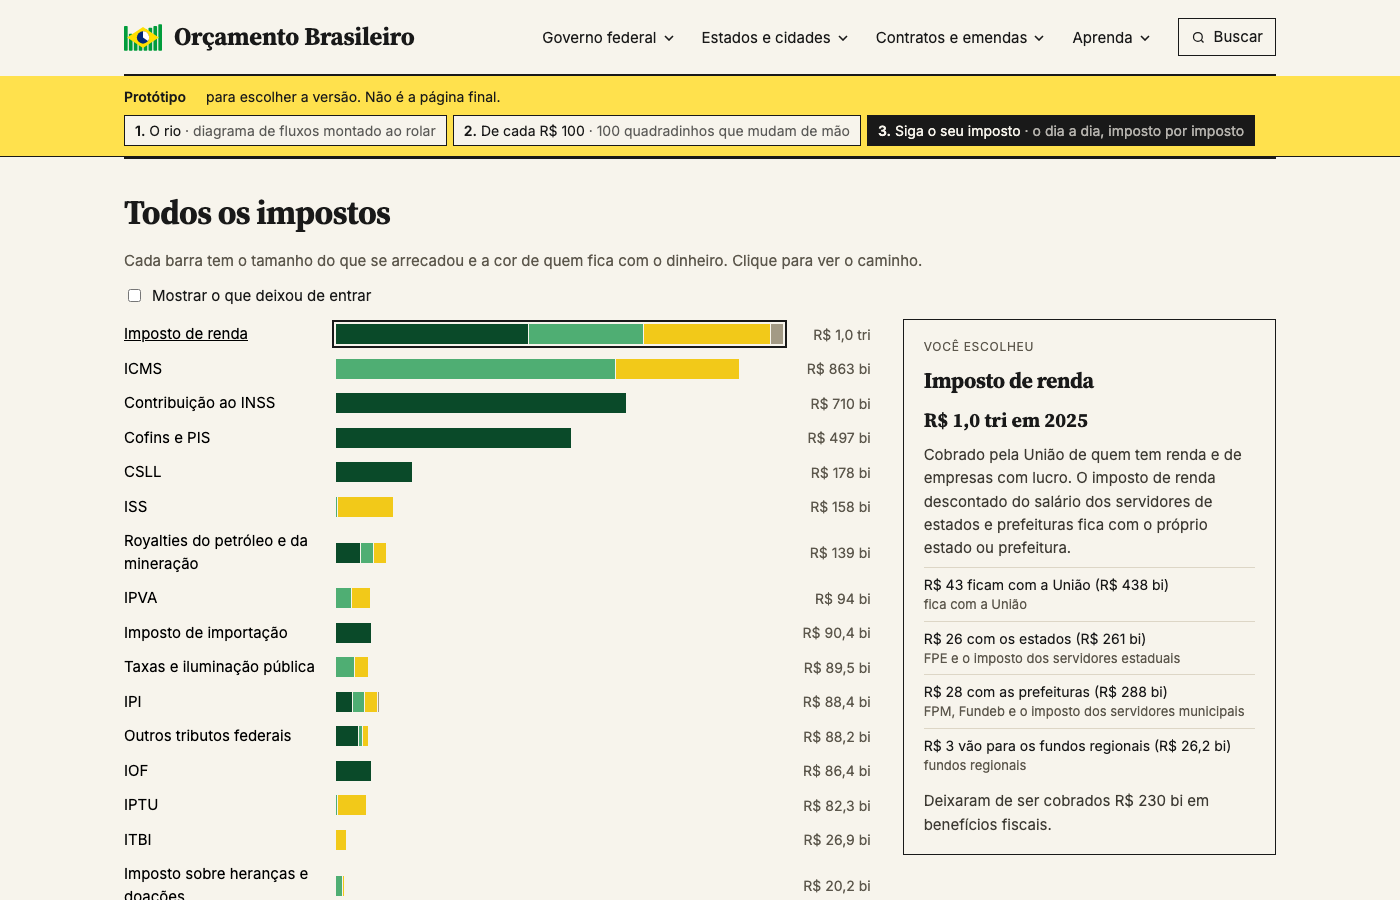 Orçamento Brasileiro
Governo federal
Estados e cidades
Contratos e emendas
Aprenda
Buscar
Protótipo para escolher a versão. Não é a página final.
1. O rio · diagrama de fluxos montado ao rolar
2. De cada R$ 100 · 100 quadradinhos que mudam de mão
3. Siga o seu imposto · o dia a dia, imposto por imposto
Todos os impostos
Cada barra tem o tamanho do que se arrecadou e a cor de quem fica com o dinheiro. Clique para ver o caminho.
Mostrar o que deixou de entrar
Imposto de renda R$ 1,0 tri
ICMS R$ 863 bi
Contribuição ao INSS R$ 710 bi
Cofins e PIS R$ 497 bi
CSLL R$ 178 bi
ISS R$ 158 bi
Royalties do petróleo e da
mineração R$ 139 bi
IPVA R$ 94 bi
Imposto de importação R$ 90,4 bi
Taxas e iluminação pública R$ 89,5 bi
IPI R$ 88,4 bi
Outros tributos federais R$ 88,2 bi
IOF R$ 86,4 bi
IPTU R$ 82,3 bi
ITBI R$ 26,9 bi
Imposto sobre heranças e
doações R$ 20,2 bi
VOCÊ ESCOLHEU
Imposto de renda
R$ 1,0 tri em 2025
Cobrado pela União de quem tem renda e de
empresas com lucro. O imposto de renda
descontado do salário dos servidores de
estados e prefeituras fica com o próprio
estado ou prefeitura.
R$ 43 ficam com a União (R$ 438 bi)
fica com a União
R$ 26 com os estados (R$ 261 bi)
FPE e o imposto dos servidores estaduais
R$ 28 com as prefeituras (R$ 288 bi)
FPM, Fundeb e o imposto dos servidores municipais
R$ 3 vão para os fundos regionais (R$ 26,2 bi)
fundos regionais
Deixaram de ser cobrados R$ 230 bi em
benefícios fiscais.